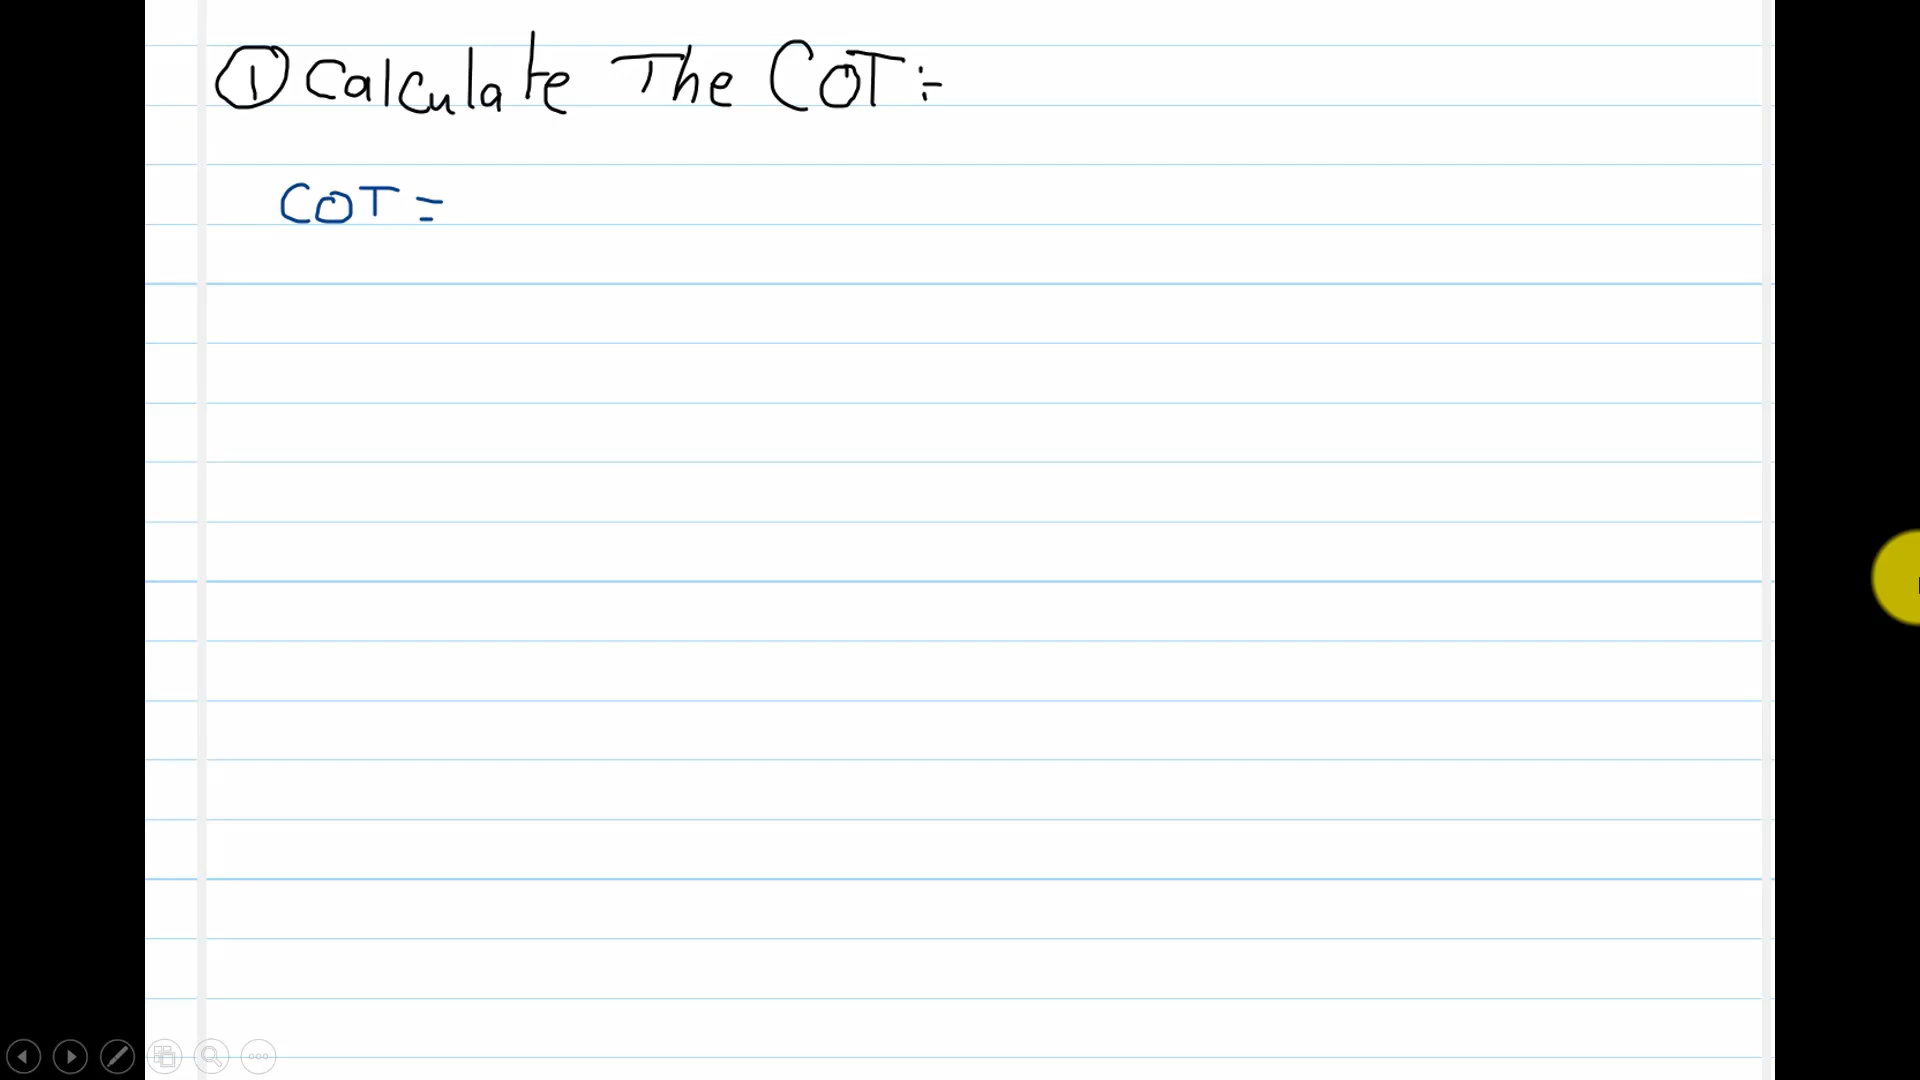 ① Calculate The COT :-
COT =